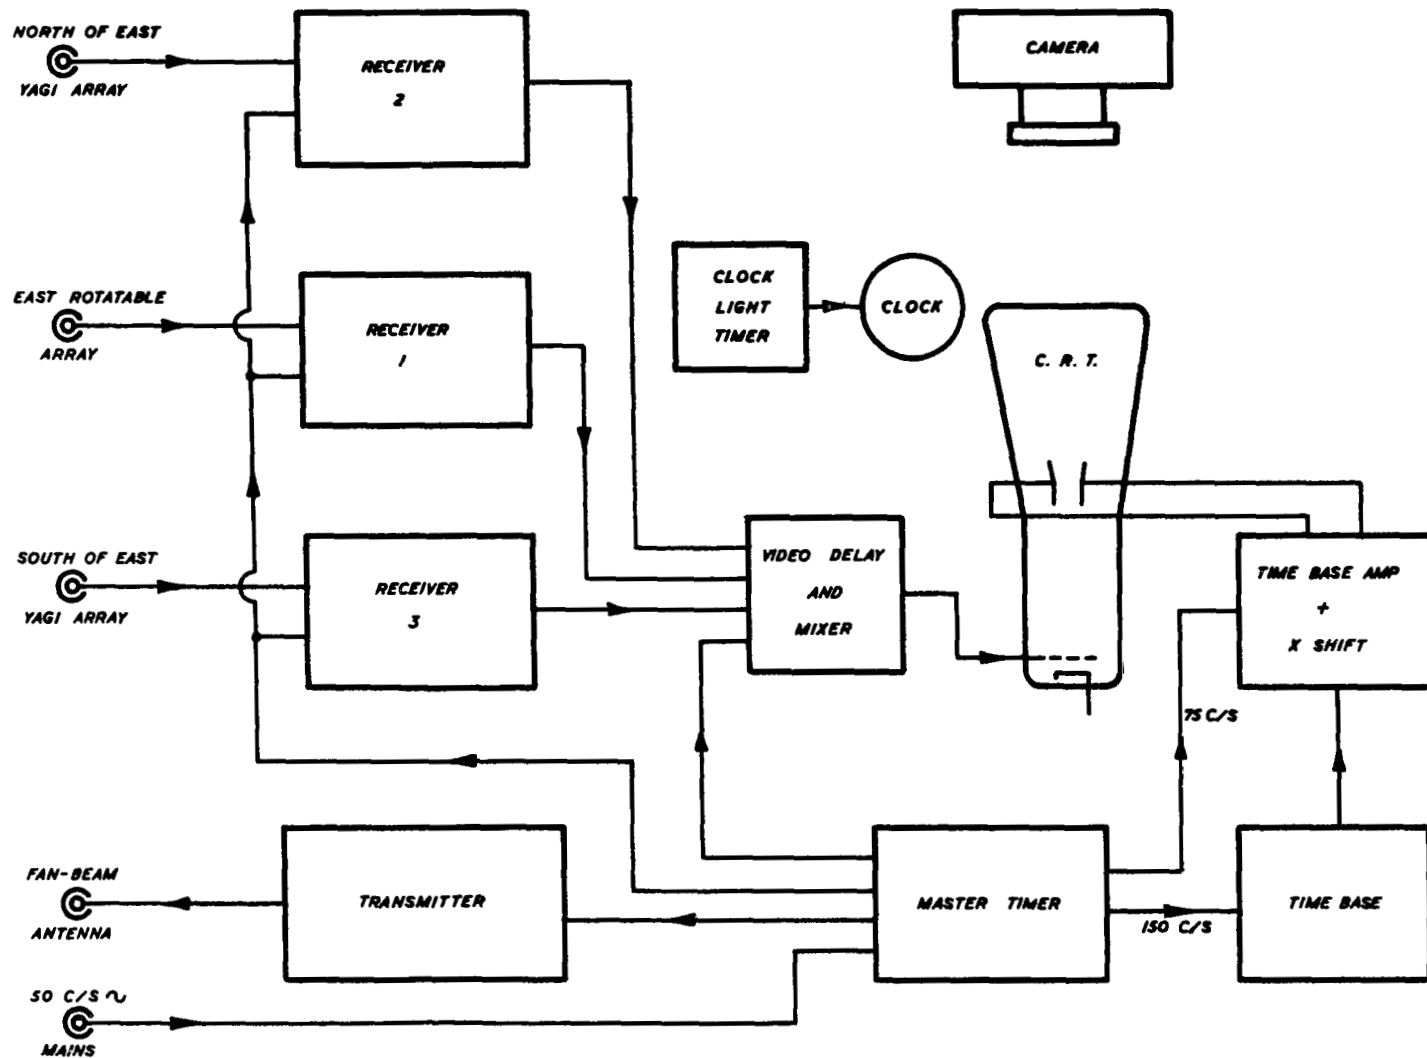 NORTH OF EAST
YAGI ARRAY
RECEIVER
2
CAMERA
EAST ROTATABLE
ARRAY
RECEIVER
1
CLOCK
LIGHT
TIMER
CLOCK
C. R. T.
SOUTH OF EAST
YAGI ARRAY
RECEIVER
3
VIDEO DELAY
AND
MIXER
TIME BASE AMP
+
X SHIFT
75 C/S
FAN-BEAM
ANTENNA
TRANSMITTER
MASTER TIMER
150 C/S
TIME BASE
50 C/S ~
MAINS